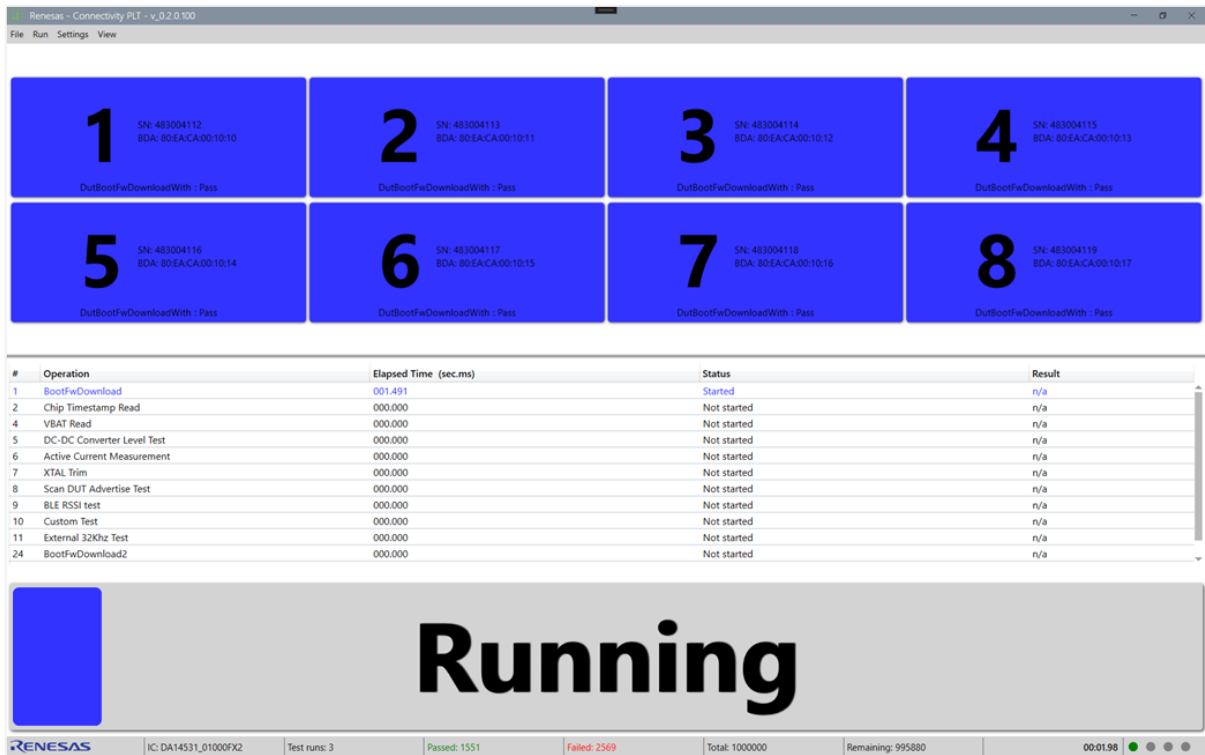 Renesas - Connectivity PLT - v_0.2.0.100
File Run Settings View
1 SN: 483004112
BDA: 80:EA:CA:00:10:10
DutBootFwDownloadWith : Pass
2 SN: 483004113
BDA: 80:EA:CA:00:10:11
DutBootFwDownloadWith : Pass
3 SN: 483004114
BDA: 80:EA:CA:00:10:12
DutBootFwDownloadWith : Pass
4 SN: 483004115
BDA: 80:EA:CA:00:10:13
DutBootFwDownloadWith : Pass
5 SN: 483004116
BDA: 80:EA:CA:00:10:14
DutBootFwDownloadWith : Pass
6 SN: 483004117
BDA: 80:EA:CA:00:10:15
DutBootFwDownloadWith : Pass
7 SN: 483004118
BDA: 80:EA:CA:00:10:16
DutBootFwDownloadWith : Pass
8 SN: 483004119
BDA: 80:EA:CA:00:10:17
DutBootFwDownloadWith : Pass
# Operation Elapsed Time (sec.ms) Status Result
1 BootFwDownload 001.491 Started n/a
2 Chip Timestamp Read 000.000 Not started n/a
4 VBAT Read 000.000 Not started n/a
5 DC-DC Converter Level Test 000.000 Not started n/a
6 Active Current Measurement 000.000 Not started n/a
7 XTAL Trim 000.000 Not started n/a
8 Scan DUT Advertise Test 000.000 Not started n/a
9 BLE RSSI test 000.000 Not started n/a
10 Custom Test 000.000 Not started n/a
11 External 32Khz Test 000.000 Not started n/a
24 BootFwDownload2 000.000 Not started n/a
Running
RENESAS IC: DA14531_01000FX2 Test runs: 3 Passed: 1551 Failed: 2569 Total: 1000000 Remaining: 995880 00:01.98